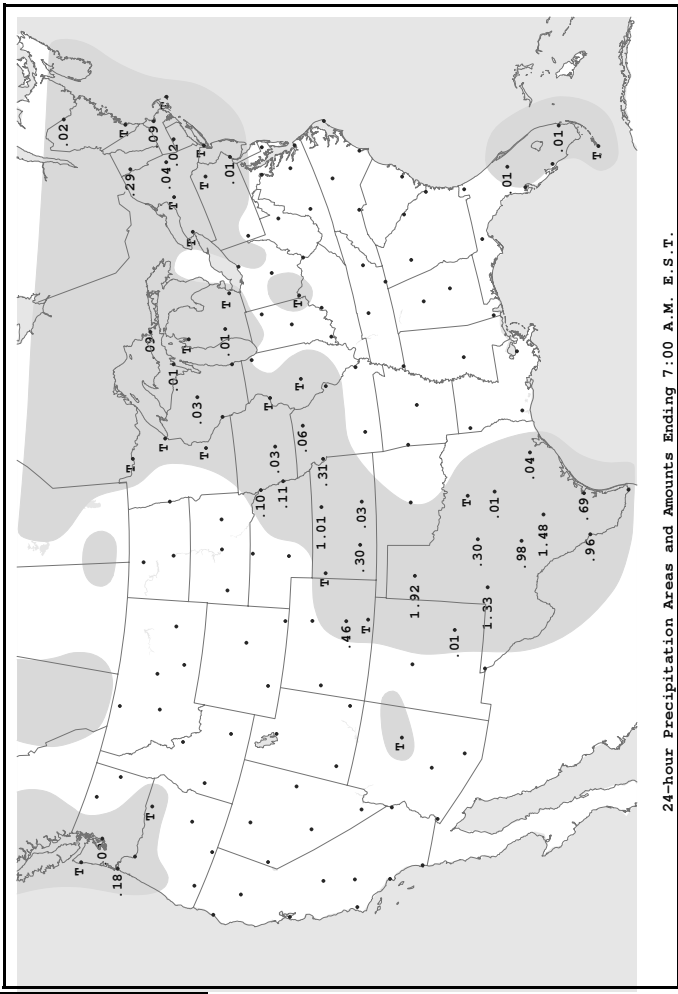 .02
T
.03
.18
T
.29
T
.09
.09
T
T
T
.04
T
.01
.02
T
T
.03
T
T
T
T
.01
.01
.10
T
.03
.11
T
T
.06
T
1.01
.31
.46
.30
.03
T
T
1.92
.01
T
.30
1.33
.01
.01
.98
.04
1.48
.01
.69
.96
T
24-hour Precipitation Areas and Amounts Ending 7:00 A.M. E.S.T.